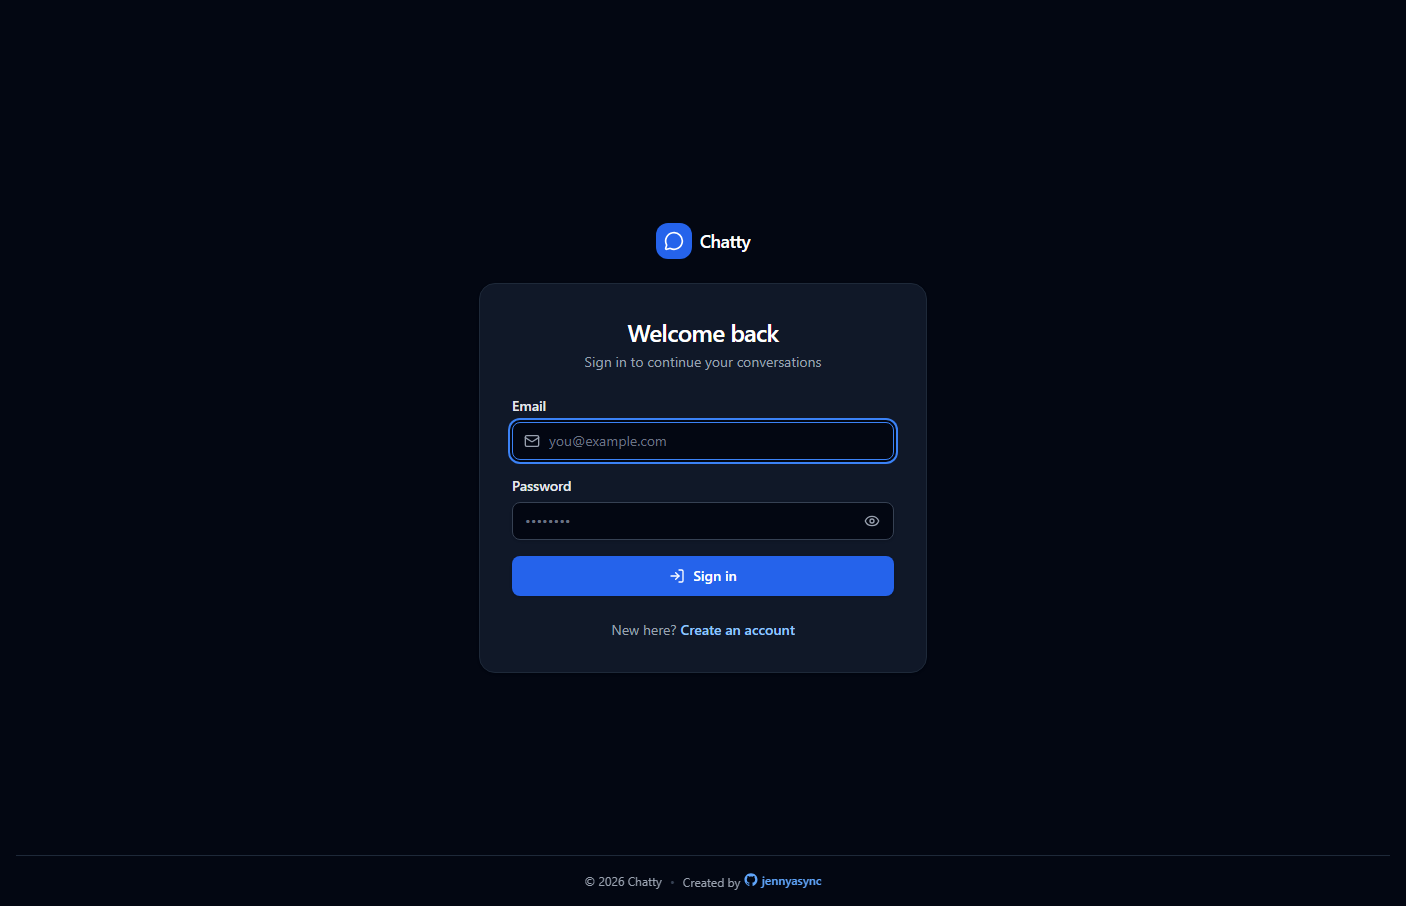 Chatty
Welcome back
Sign in to continue your conversations
Email
you@example.com
Password
••••••••
Sign in
New here? Create an account
© 2026 Chatty • Created by jennyasync